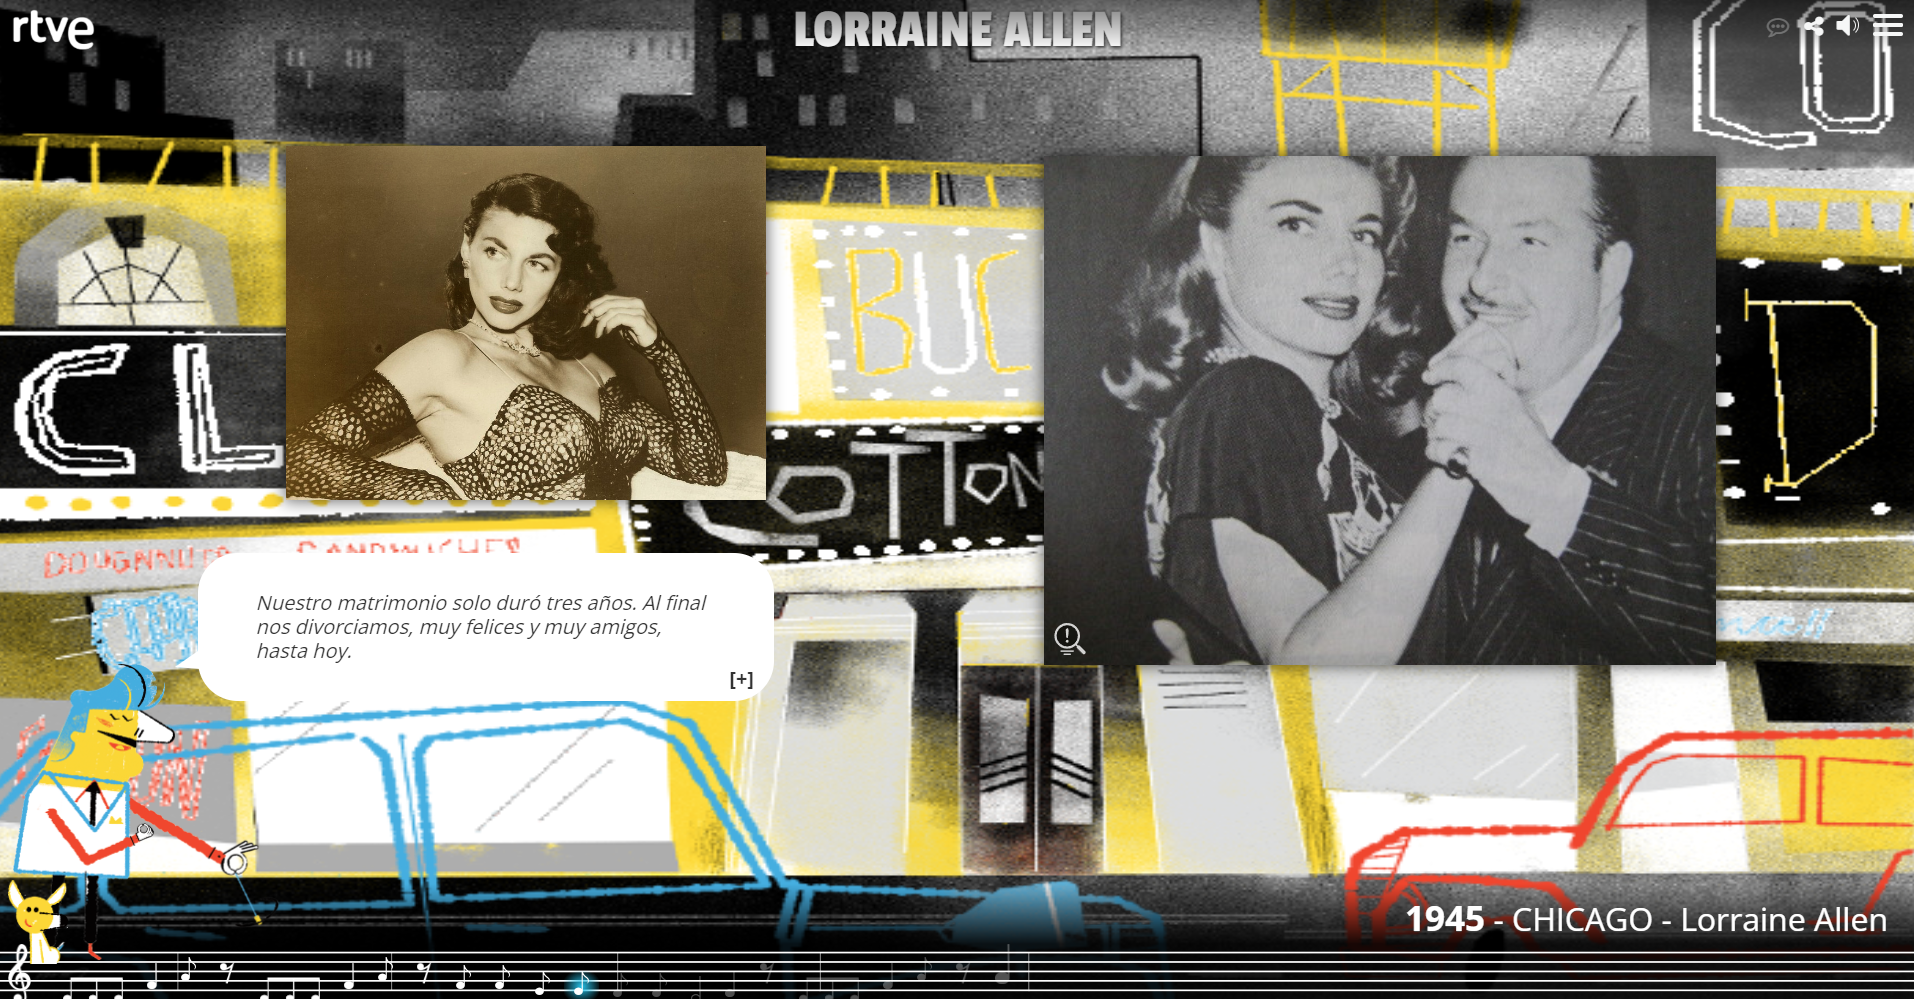 rtve
LORRAINE ALLEN
CO
BUC
CL
D
COTTON
SANDWICHES
Nuestro matrimonio solo duró tres años. Al final
nos divorciamos, muy felices y muy amigos,
hasta hoy.
[+]
1945 - CHICAGO - Lorraine Allen